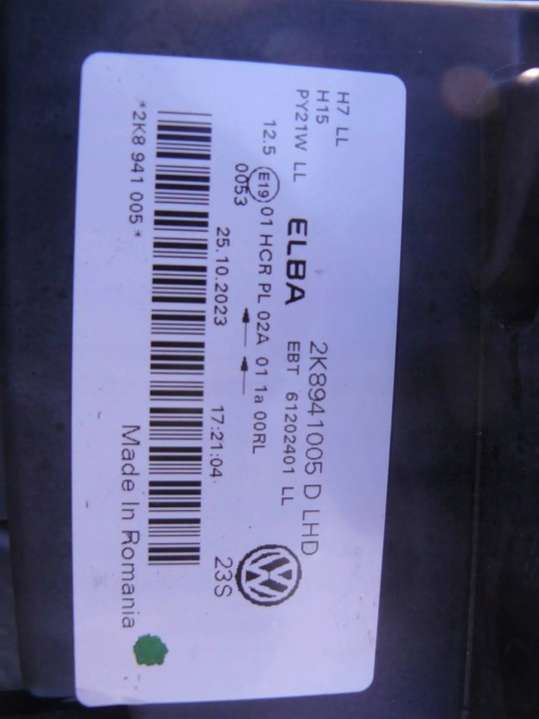 H7 LL
H15
PY21W LL
2K8941005 D LHD
ELBA
EBT 61202401 LL
12.5 E19 01 HCR PL 02A 01 1a 00RL
0053
25.10.2023 17:21:04 23S
*2K8 941 005*
Made In Romania